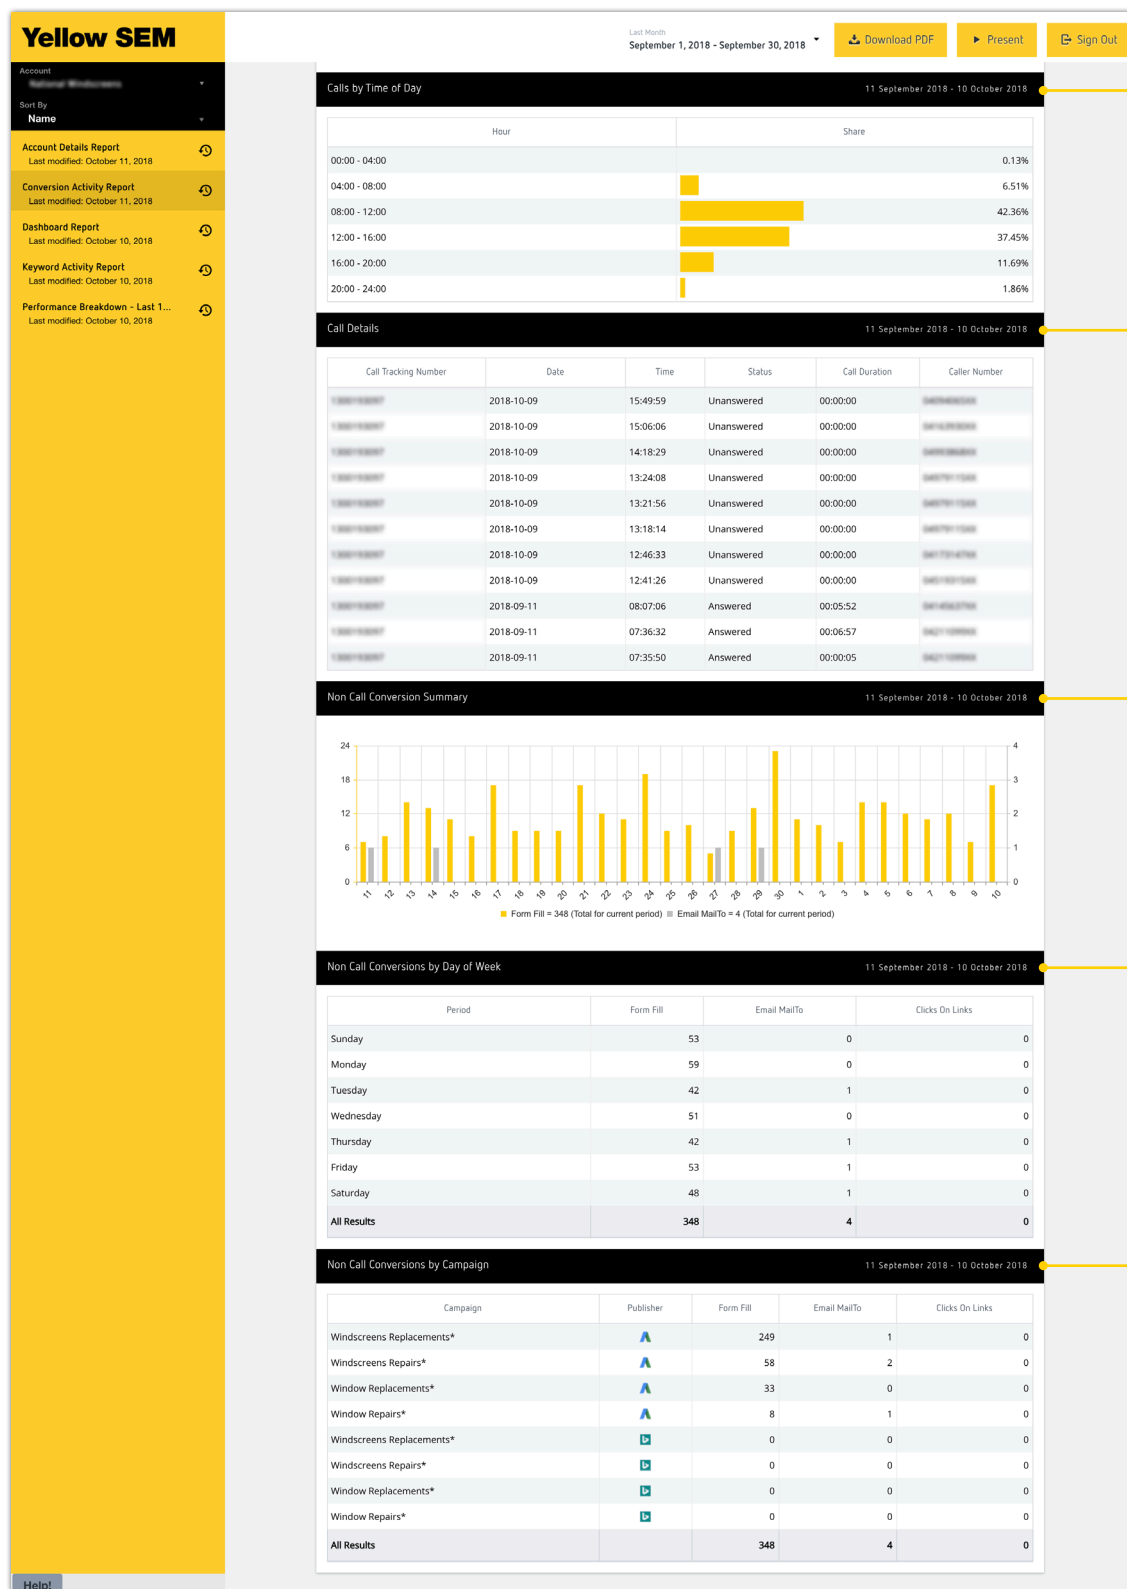 Yellow SEM
Last Month
September 1, 2018 - September 30, 2018
Download PDF
Present
Sign Out
Account
Sort By
Name
Account Details Report
Last modified: October 11, 2018
Conversion Activity Report
Last modified: October 11, 2018
Dashboard Report
Last modified: October 10, 2018
Keyword Activity Report
Last modified: October 10, 2018
Performance Breakdown - Last 1...
Last modified: October 10, 2018
Help!
Calls by Time of Day 11 September 2018 - 10 October 2018
Hour Share
00:00 - 04:00 0.13%
04:00 - 08:00 6.51%
08:00 - 12:00 42.36%
12:00 - 16:00 37.45%
16:00 - 20:00 11.69%
20:00 - 24:00 1.86%
Call Details 11 September 2018 - 10 October 2018
Call Tracking Number Date Time Status Call Duration Caller Number
2018-10-09 15:49:59 Unanswered 00:00:00
2018-10-09 15:06:06 Unanswered 00:00:00
2018-10-09 14:18:29 Unanswered 00:00:00
2018-10-09 13:24:08 Unanswered 00:00:00
2018-10-09 13:21:56 Unanswered 00:00:00
2018-10-09 13:18:14 Unanswered 00:00:00
2018-10-09 12:46:33 Unanswered 00:00:00
2018-10-09 12:41:26 Unanswered 00:00:00
2018-09-11 08:07:06 Answered 00:05:52
2018-09-11 07:36:32 Answered 00:06:57
2018-09-11 07:35:50 Answered 00:00:05
Non Call Conversion Summary 11 September 2018 - 10 October 2018
24 4
18 3
12 2
6 1
0 0
11 12 13 14 15 16 17 18 19 20 21 22 23 24 25 26 27 28 29 30 1 2 3 4 5 6 7 8 9 10
Form Fill = 348 (Total for current period) Email MailTo = 4 (Total for current period)
Non Call Conversions by Day of Week 11 September 2018 - 10 October 2018
Period Form Fill Email MailTo Clicks On Links
Sunday 53 0 0
Monday 59 0 0
Tuesday 42 1 0
Wednesday 51 0 0
Thursday 42 1 0
Friday 53 1 0
Saturday 48 1 0
All Results 348 4 0
Non Call Conversions by Campaign 11 September 2018 - 10 October 2018
Campaign Publisher Form Fill Email MailTo Clicks On Links
Windscreens Replacements* 249 1 0
Windscreens Repairs* 58 2 0
Window Replacements* 33 0 0
Window Repairs* 8 1 0
Windscreens Replacements* 0 0 0
Windscreens Repairs* 0 0 0
Window Replacements* 0 0 0
Window Repairs* 0 0 0
All Results 348 4 0